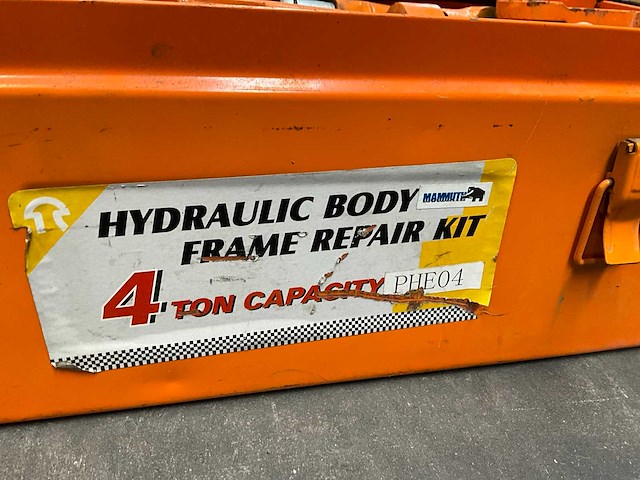 HYDRAULIC BODY
MAMMUTH
FRAME REPAIR KIT
4 TON CAPACITY
PHE04